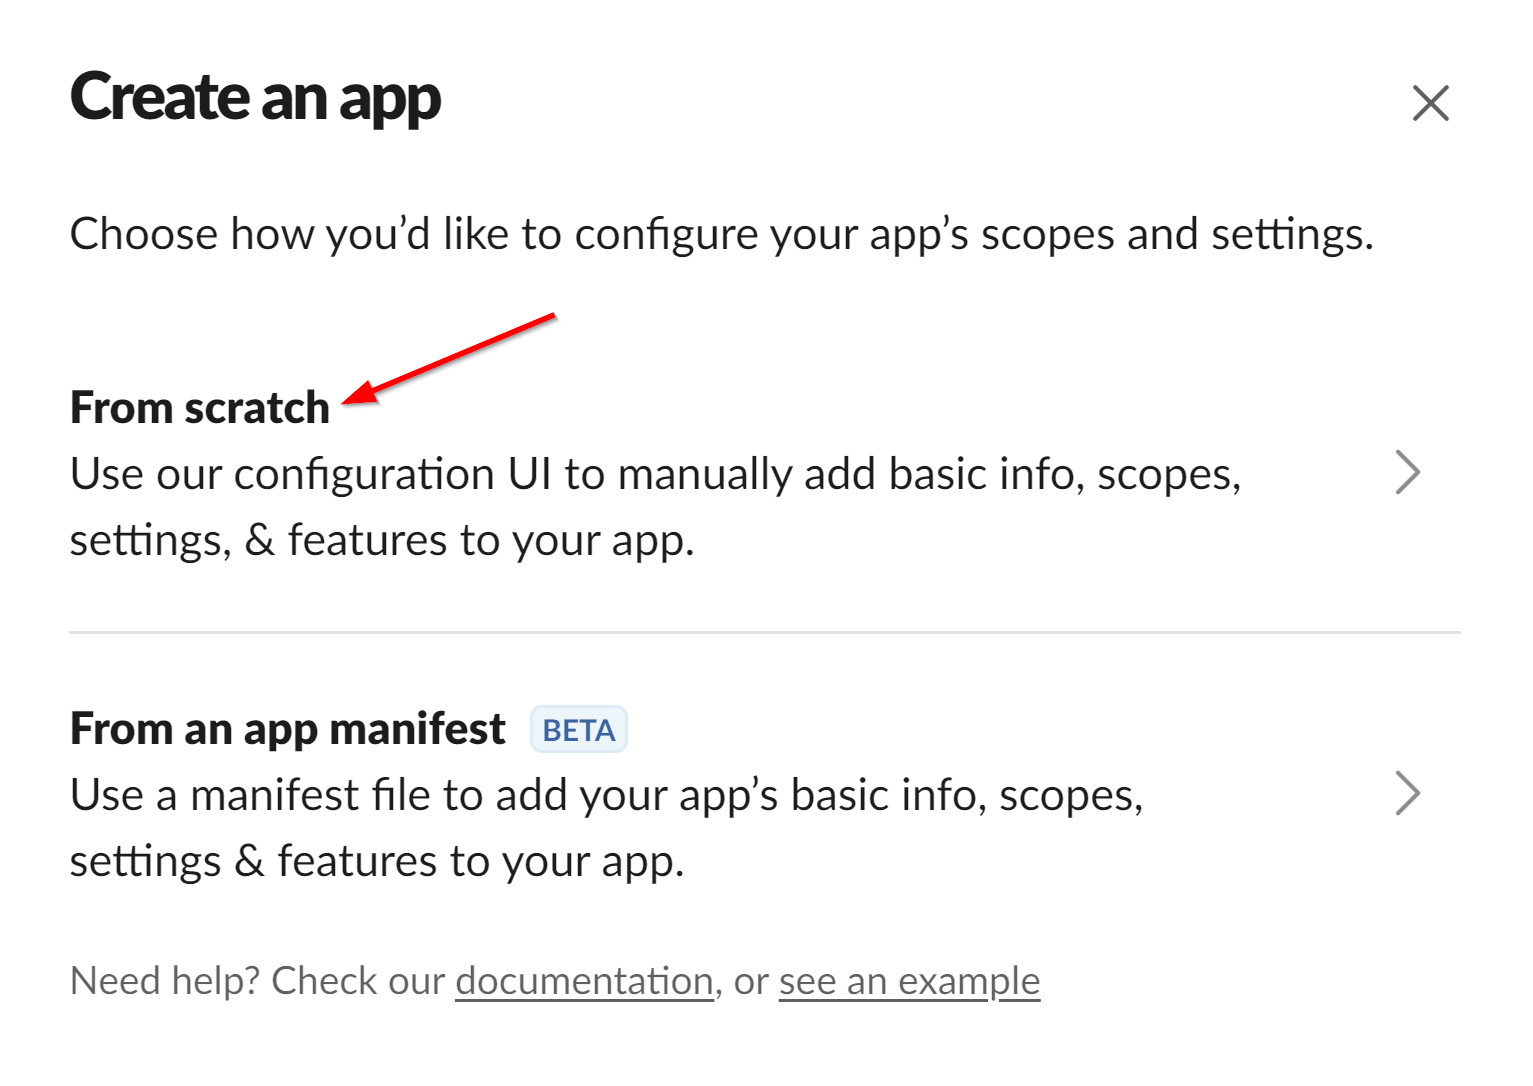 Create an app
Choose how you’d like to configure your app’s scopes and settings.
From scratch
Use our configuration UI to manually add basic info, scopes,
settings, & features to your app.
From an app manifest BETA
Use a manifest file to add your app’s basic info, scopes,
settings & features to your app.
Need help? Check our documentation, or see an example